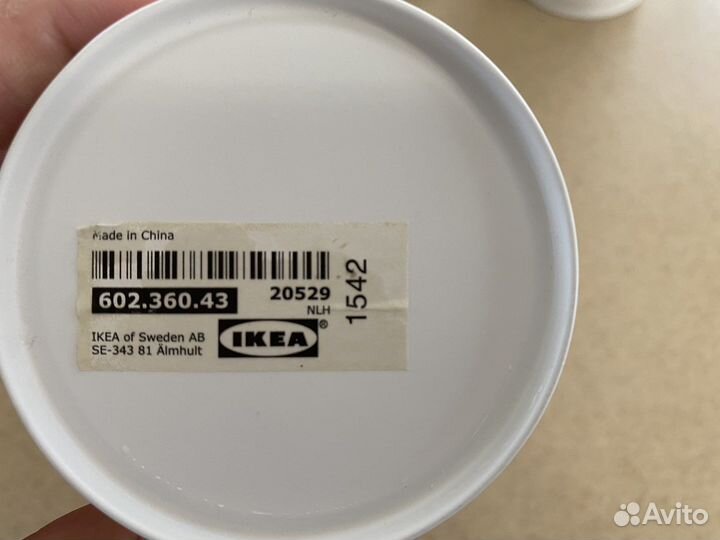 Made in China
602.360.43
20529
NLH
1542
IKEA of Sweden AB
SE-343 81 Älmhult
IKEA®
Avito